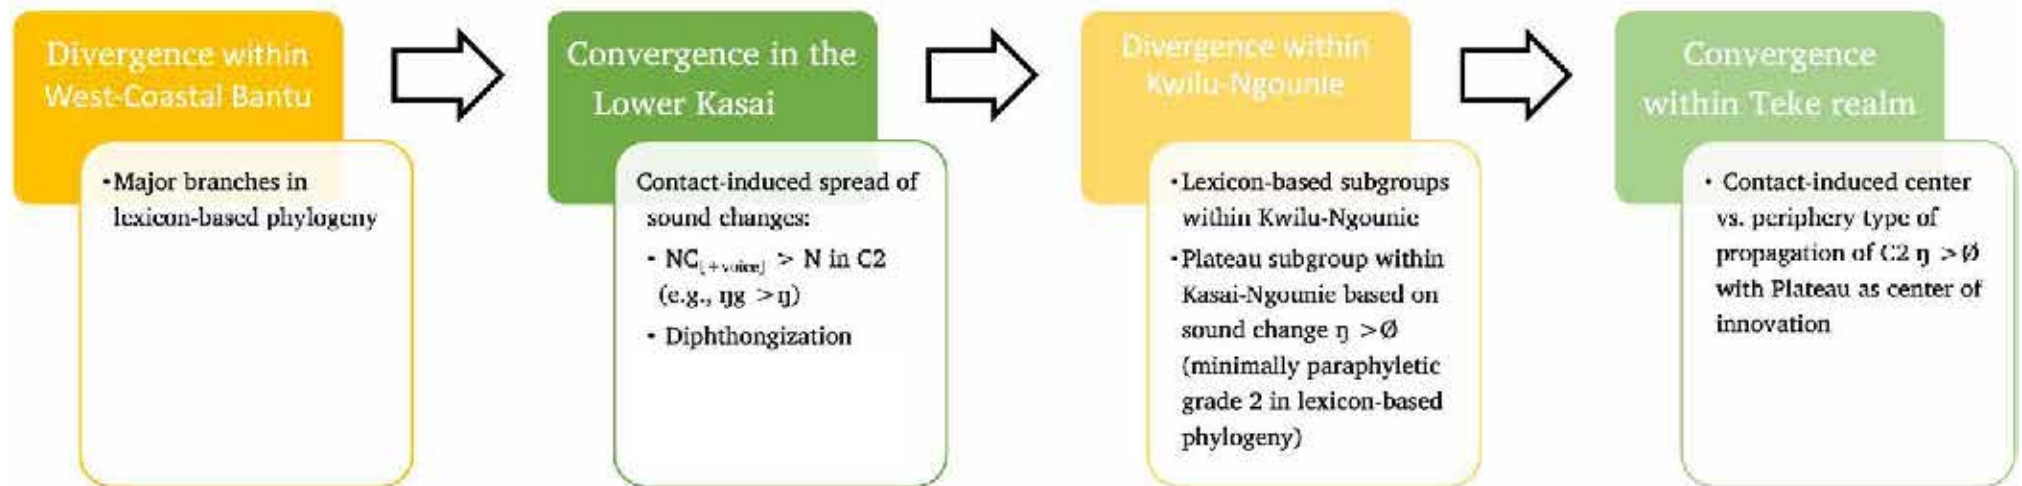 Divergence within
West-Coastal Bantu
•Major branches in
lexicon-based phylogeny
Convergence in the
Lower Kasai
Contact-induced spread of
sound changes:
• NC[+voice] > N in C2
(e.g., ŋg >ŋ)
• Diphthongization
Divergence within
Kwilu-Ngounie
•Lexicon-based subgroups
within Kwilu-Ngounie
•Plateau subgroup within
Kasai-Ngounie based on
sound change ŋ >Ø
(minimally paraphyletic
grade 2 in lexicon-based
phylogeny)
Convergence
within Teke realm
• Contact-induced center
vs. periphery type of
propagation of C2 ŋ >Ø
with Plateau as center of
innovation